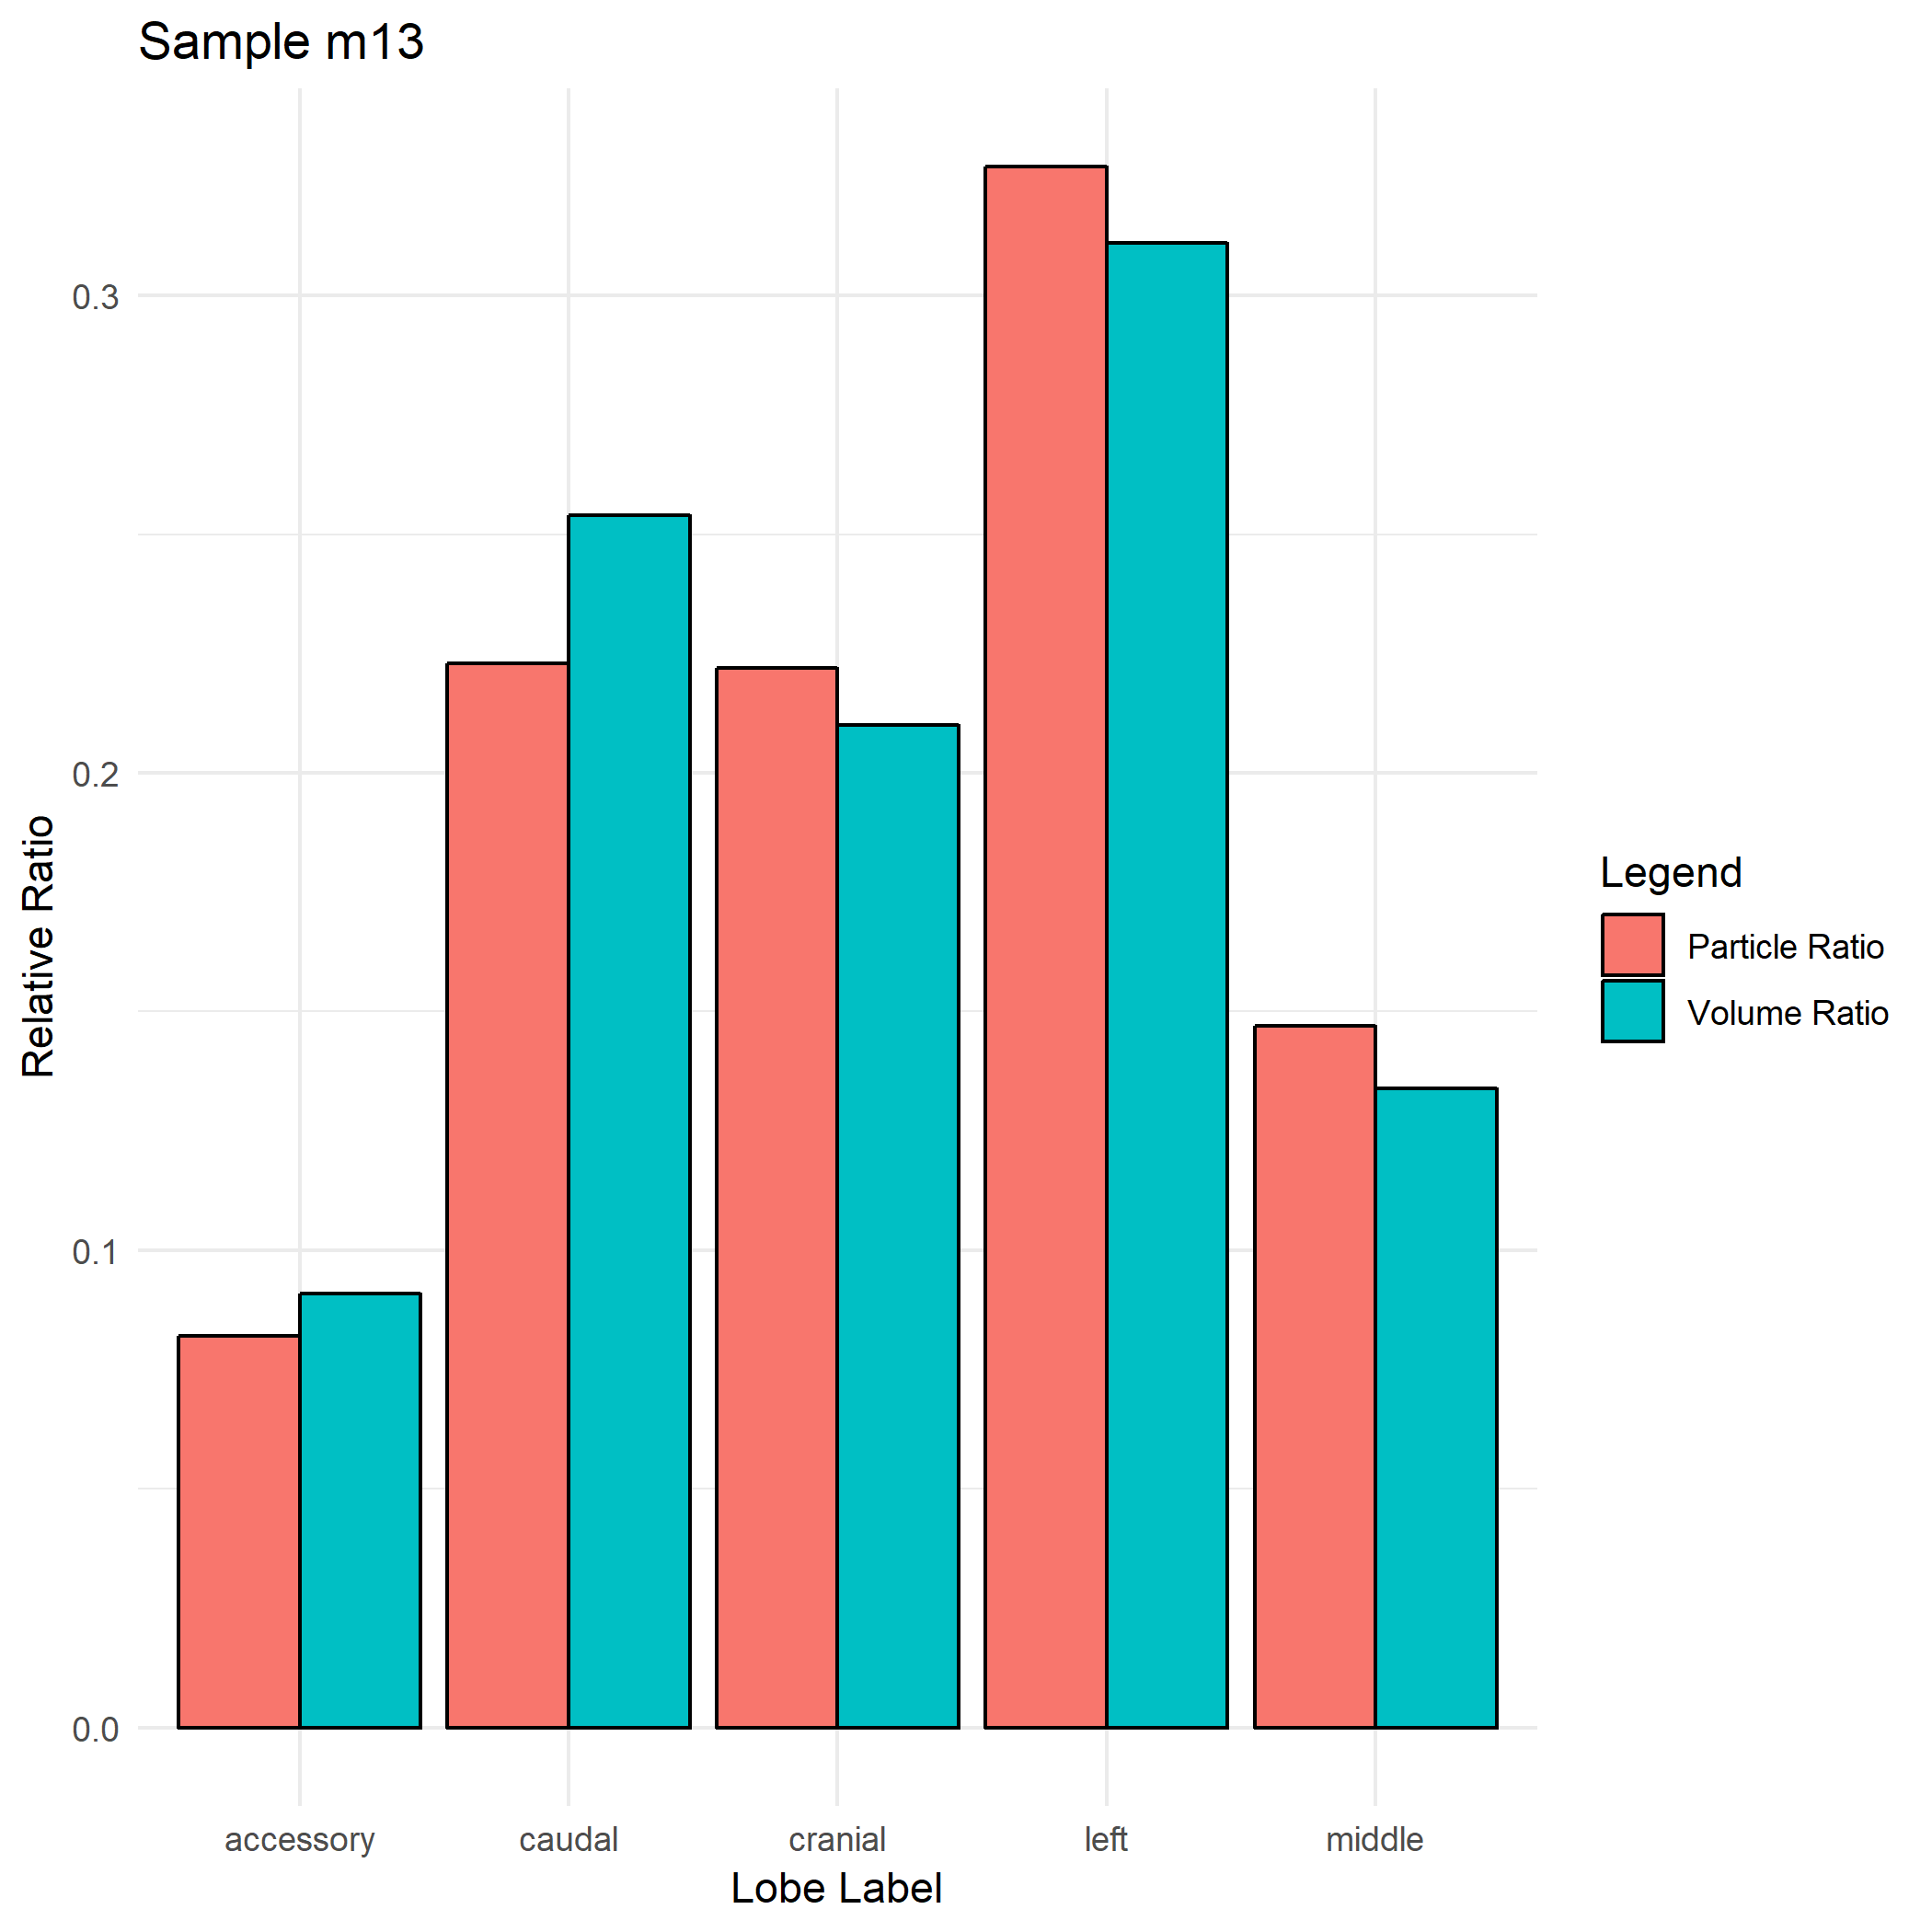 Sample m13
Relative Ratio
0.3
0.2
0.1
0.0
accessory caudal cranial left middle
Lobe Label
Legend
Particle Ratio
Volume Ratio